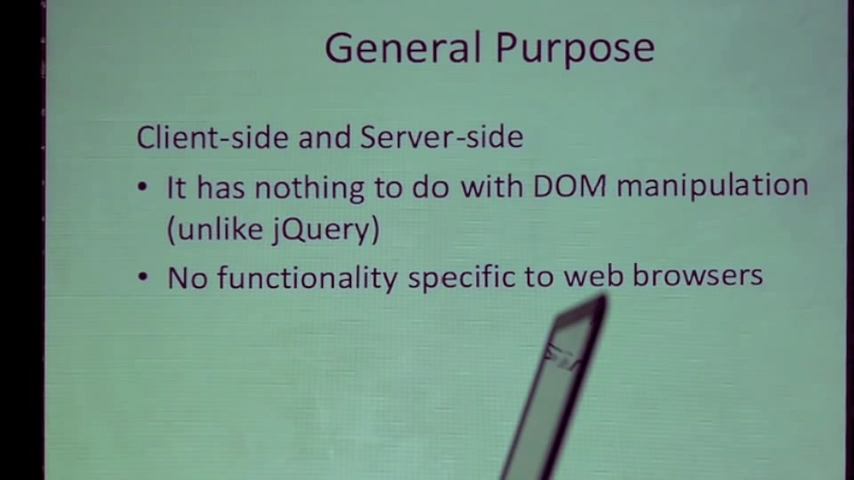 General Purpose
Client-side and Server-side
• It has nothing to do with DOM manipulation
(unlike jQuery)
• No functionality specific to web browsers